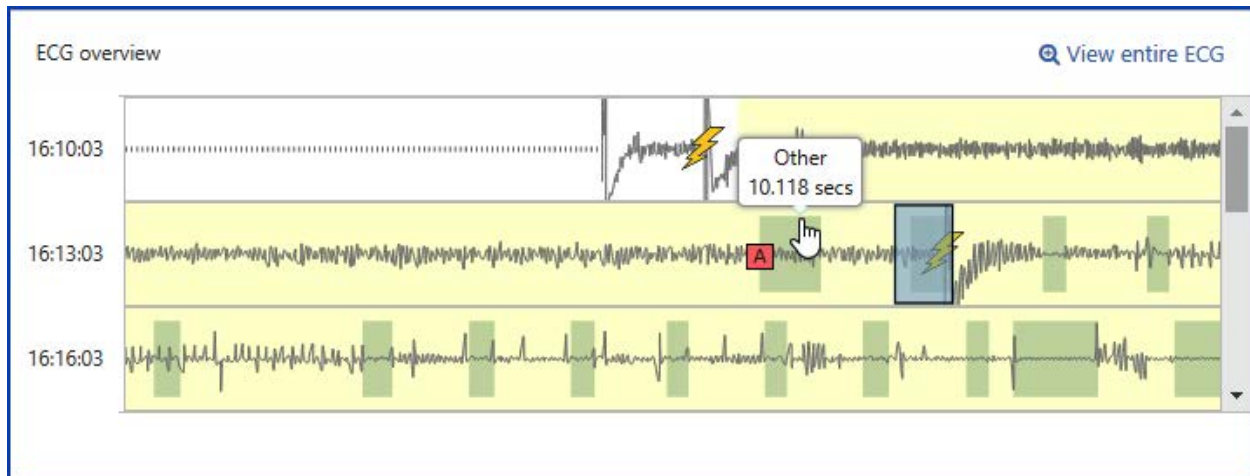 ECG overview
View entire ECG
16:10:03
Other
10.118 secs
16:13:03
A
16:16:03